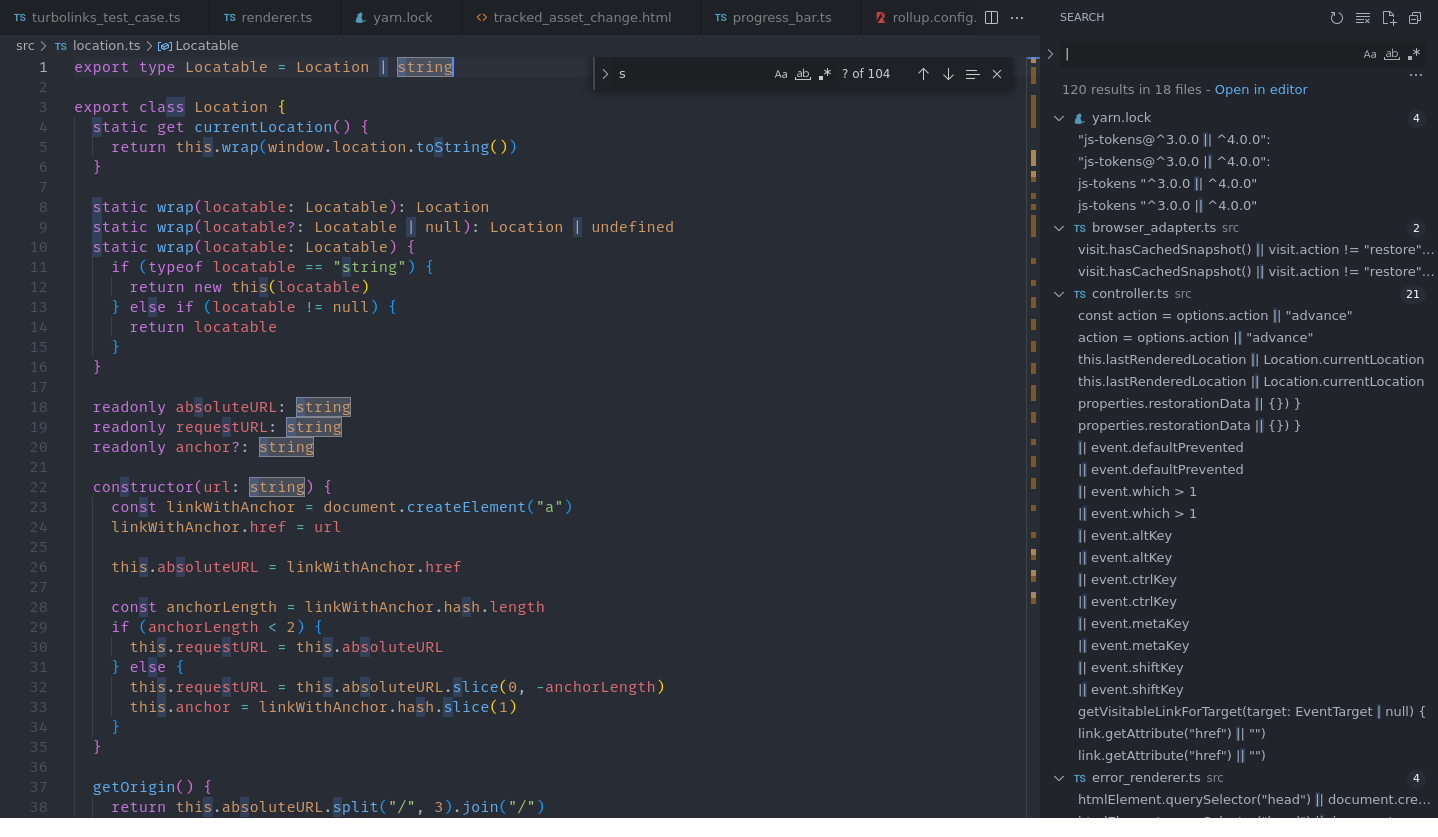 TS turbolinks_test_case.ts TS renderer.ts yarn.lock <> tracked_asset_change.html TS progress_bar.ts rollup.config.
src > TS location.ts > Locatable
1 export type Locatable = Location | string
2
3 export class Location {
4 static get currentLocation() {
5 return this.wrap(window.location.toString())
6 }
7
8 static wrap(locatable: Locatable): Location
9 static wrap(locatable?: Locatable | null): Location | undefined
10 static wrap(locatable: Locatable) {
11 if (typeof locatable == "string") {
12 return new this(locatable)
13 } else if (locatable != null) {
14 return locatable
15 }
16 }
17
18 readonly absoluteURL: string
19 readonly requestURL: string
20 readonly anchor?: string
21
22 constructor(url: string) {
23 const linkWithAnchor = document.createElement("a")
24 linkWithAnchor.href = url
25
26 this.absoluteURL = linkWithAnchor.href
27
28 const anchorLength = linkWithAnchor.hash.length
29 if (anchorLength < 2) {
30 this.requestURL = this.absoluteURL
31 } else {
32 this.requestURL = this.absoluteURL.slice(0, -anchorLength)
33 this.anchor = linkWithAnchor.hash.slice(1)
34 }
35 }
36
37 getOrigin() {
38 return this.absoluteURL.split("/", 3).join("/")
s Aa ab .* ? of 104
SEARCH
| Aa ab .*
...
120 results in 18 files - Open in editor
yarn.lock 4
"js-tokens@^3.0.0 || ^4.0.0":
"js-tokens@^3.0.0 || ^4.0.0":
js-tokens "^3.0.0 || ^4.0.0"
js-tokens "^3.0.0 || ^4.0.0"
TS browser_adapter.ts src 2
visit.hasCachedSnapshot() || visit.action != "restore"...
visit.hasCachedSnapshot() || visit.action != "restore"...
TS controller.ts src 21
const action = options.action || "advance"
action = options.action || "advance"
this.lastRenderedLocation || Location.currentLocation
this.lastRenderedLocation || Location.currentLocation
properties.restorationData || {}) }
properties.restorationData || {}) }
|| event.defaultPrevented
|| event.defaultPrevented
|| event.which > 1
|| event.which > 1
|| event.altKey
|| event.altKey
|| event.ctrlKey
|| event.ctrlKey
|| event.metaKey
|| event.metaKey
|| event.shiftKey
|| event.shiftKey
getVisitableLinkForTarget(target: EventTarget | null) {
link.getAttribute("href") || "")
link.getAttribute("href") || "")
TS error_renderer.ts src 4
htmlElement.querySelector("head") || document.cre...